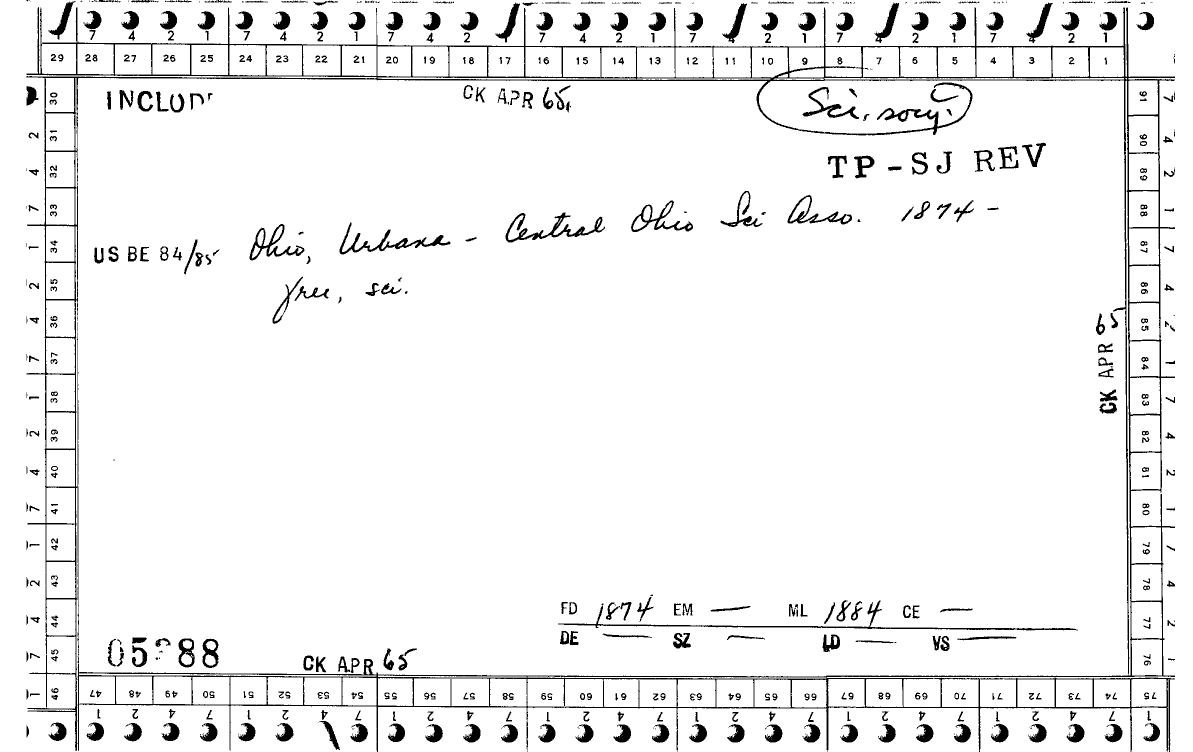 7 4 2 1 7 4 2 1 7 4 2 1 7 4 2 1 7 4 2 1 7 4 2 1 7 4 2 1
29 28 27 26 25 24 23 22 21 20 19 18 17 16 15 14 13 12 11 10 9 8 7 6 5 4 3 2 1
INCLUD
CK APR 65
Sci. socy.
TP-SJ REV
US BE 84/85 Ohio, Urbana - Central Ohio Sci Asso. 1874 -
free, sci.
CK APR 65
FD 1874 EM — ML 1884 CE —
DE — SZ — LD — VS —
CK APR 65
30 31 32 33 34 35 36 37 38 39 40 41 42 43 44 45 46
91 90 89 88 87 86 85 84 83 82 81 80 79 78 77 76
47 48 49 50 51 52 53 54 55 56 57 58 59 60 61 62 63 64 65 66 67 68 69 70 71 72 73 74 75
1 2 4 7 1 2 4 7 1 2 4 7 1 2 4 7 1 2 4 7 1 2 4 7 1 2 4 7 1